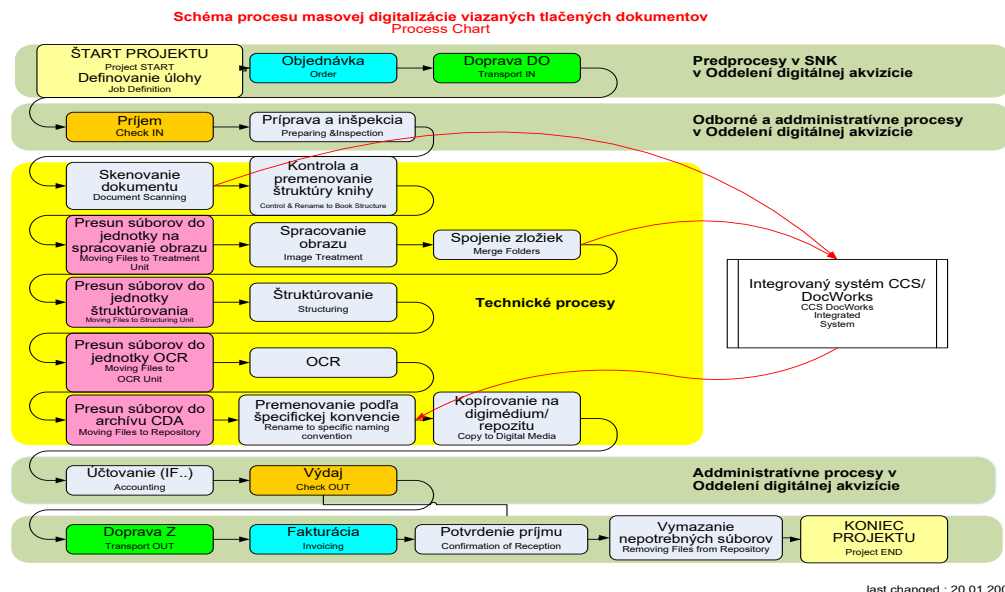 Schéma procesu masovej digitalizácie viazaných tlačených dokumentov
Process Chart
ŠTART PROJEKTU
Project START
Definovanie úlohy
Job Definition
Objednávka
Order
Doprava DO
Transport IN
Predprocesy v SNK
v Oddelení digitálnej akvizície
Príjem
Check IN
Príprava a inšpekcia
Preparing &Inspection
Odborné a addministratívne procesy
v Oddelení digitálnej akvizície
Skenovanie
dokumentu
Document Scanning
Kontrola a
premenovanie
štruktúry knihy
Control & Rename to Book Structure
Presun súborov do
jednotky na
spracovanie obrazu
Moving Files to Treatment
Unit
Spracovanie
obrazu
Image Treatment
Spojenie zložiek
Merge Folders
Integrovaný systém CCS/
DocWorks
CCS DocWorks
Integrated
System
Presun súborov do
jednotky
štruktúrovania
Moving Files to Structuring Unit
Štruktúrovanie
Structuring
Technické procesy
Presun súborov do
jednotky OCR
Moving Files to
OCR Unit
OCR
Presun súborov do
archívu CDA
Moving Files to Repository
Premenovanie podľa
špecifickej konvencie
Rename to specific naming
convention
Kopírovanie na
digimédium/
repozitu
Copy to Digital Media
Účtovanie (IF..)
Accounting
Výdaj
Check OUT
Addministratívne procesy v
Oddelení digitálnej akvizície
Doprava Z
Transport OUT
Fakturácia
Invoicing
Potvrdenie príjmu
Confirmation of Reception
Vymazanie
nepotrebných súborov
Removing Files from Repository
KONIEC
PROJEKTU
Project END
last changed : 20.01.200